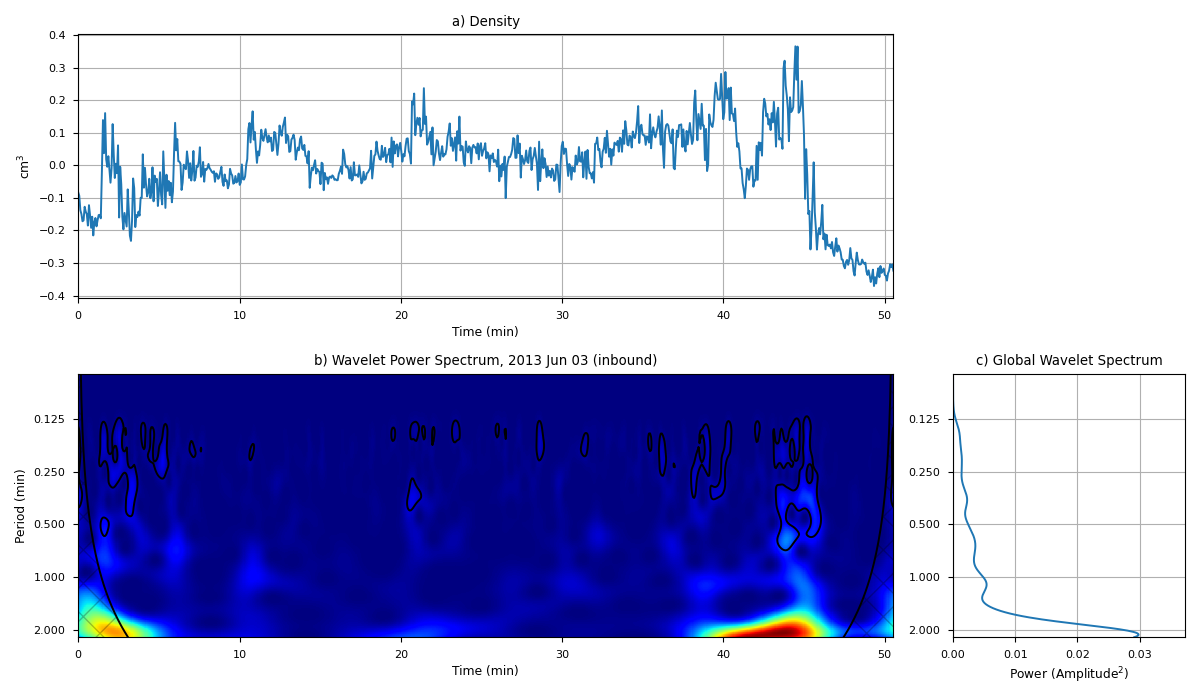 a) Density
0.4
0.3
0.2
0.1
0.0
−0.1
−0.2
−0.3
−0.4
cm³
0 10 20 30 40 50
Time (min)
b) Wavelet Power Spectrum, 2013 Jun 03 (inbound)
0.125
0.250
0.500
1.000
2.000
Period (min)
0 10 20 30 40 50
Time (min)
c) Global Wavelet Spectrum
0.125
0.250
0.500
1.000
2.000
0.00 0.01 0.02 0.03
Power (Amplitude²)